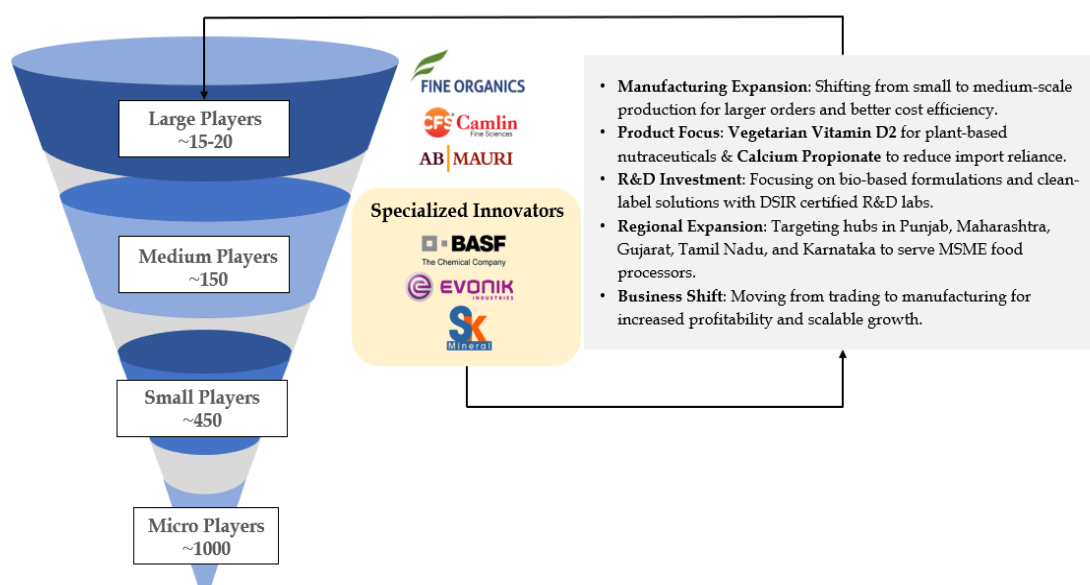 Large Players
~15-20
Medium Players
~150
Small Players
~450
Micro Players
~1000
FINE ORGANICS
CFS Camlin
Fine Sciences
AB MAURI
Specialized Innovators
BASF
The Chemical Company
EVONIK
INDUSTRIES
SK
Mineral
• Manufacturing Expansion: Shifting from small to medium-scale
production for larger orders and better cost efficiency.
• Product Focus: Vegetarian Vitamin D2 for plant-based
nutraceuticals & Calcium Propionate to reduce import reliance.
• R&D Investment: Focusing on bio-based formulations and clean-
label solutions with DSIR certified R&D labs.
• Regional Expansion: Targeting hubs in Punjab, Maharashtra,
Gujarat, Tamil Nadu, and Karnataka to serve MSME food
processors.
• Business Shift: Moving from trading to manufacturing for
increased profitability and scalable growth.